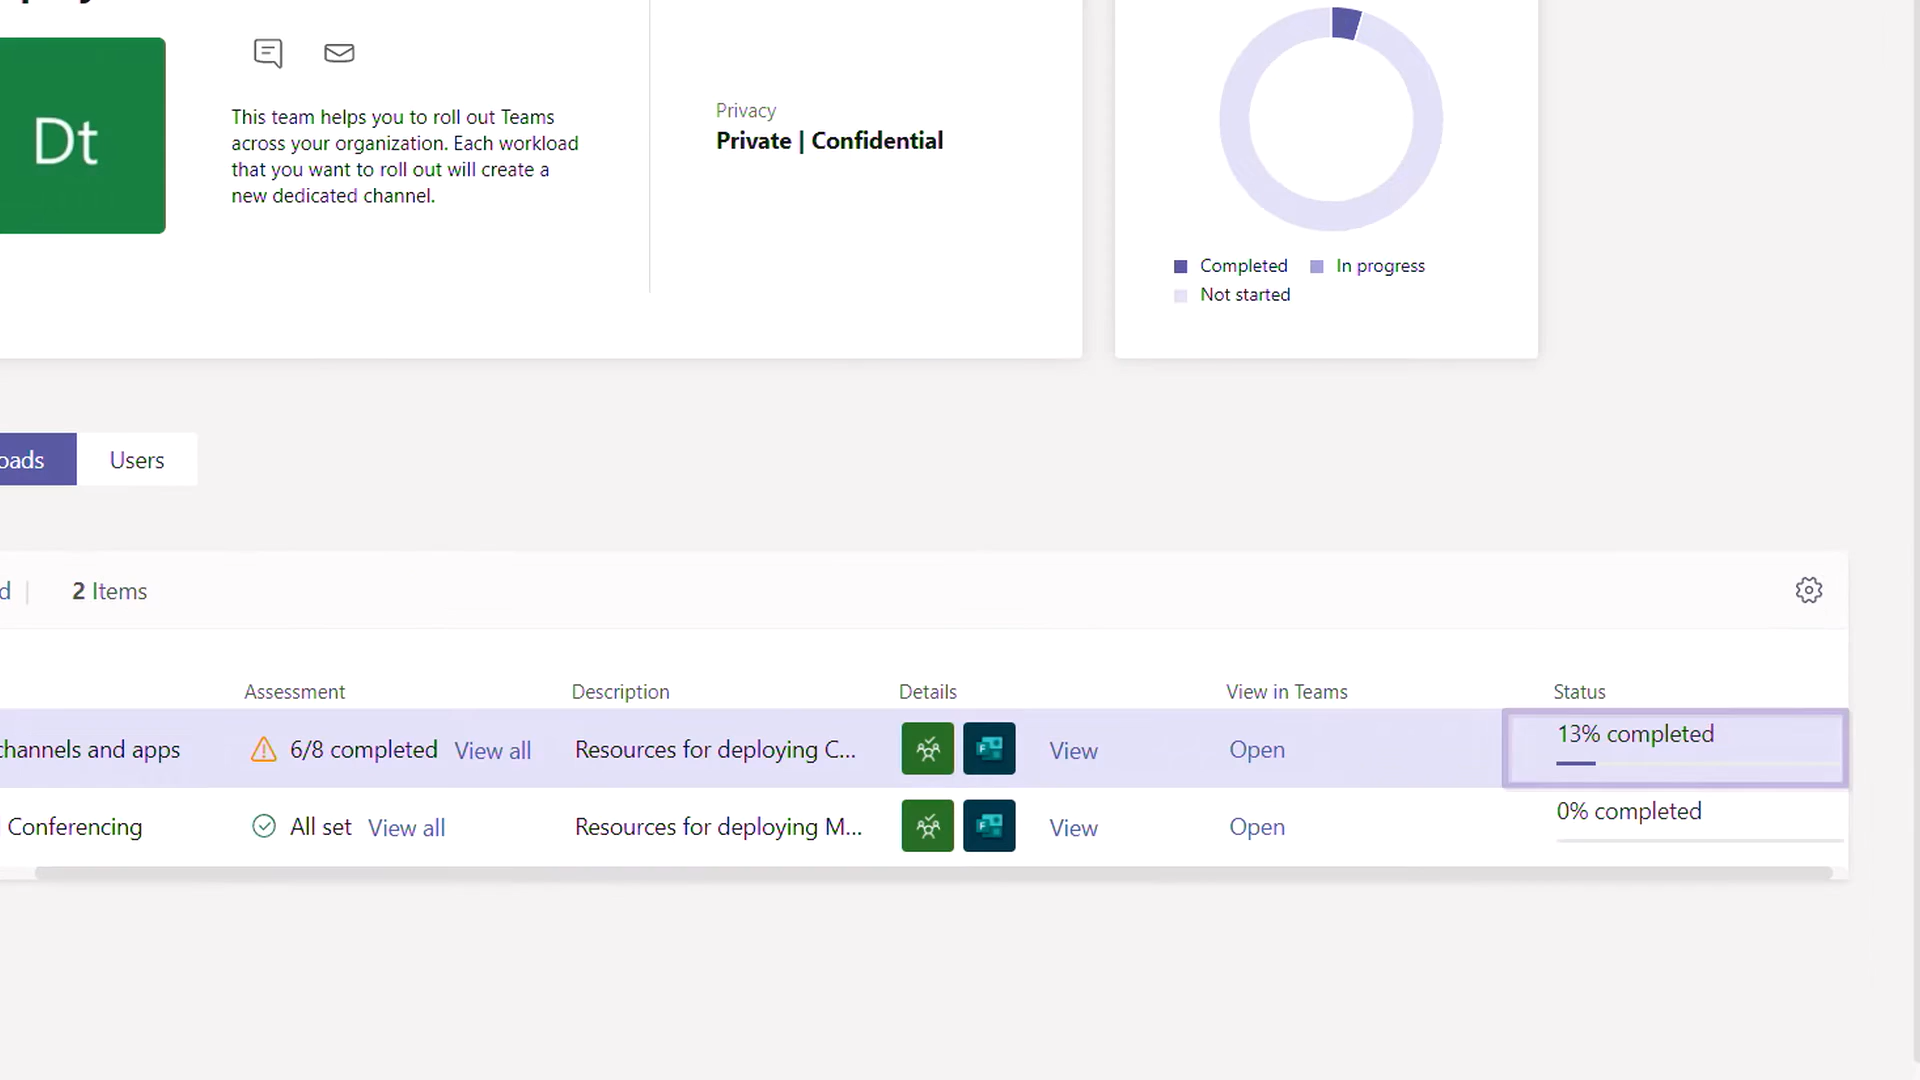 Dt
This team helps you to roll out Teams
across your organization. Each workload
that you want to roll out will create a
new dedicated channel.
Privacy
Private | Confidential
Completed
In progress
Not started
oads
Users
d
2 Items
Assessment
Description
Details
View in Teams
Status
channels and apps
6/8 completed
View all
Resources for deploying C...
View
Open
13% completed
Conferencing
All set
View all
Resources for deploying M...
View
Open
0% completed